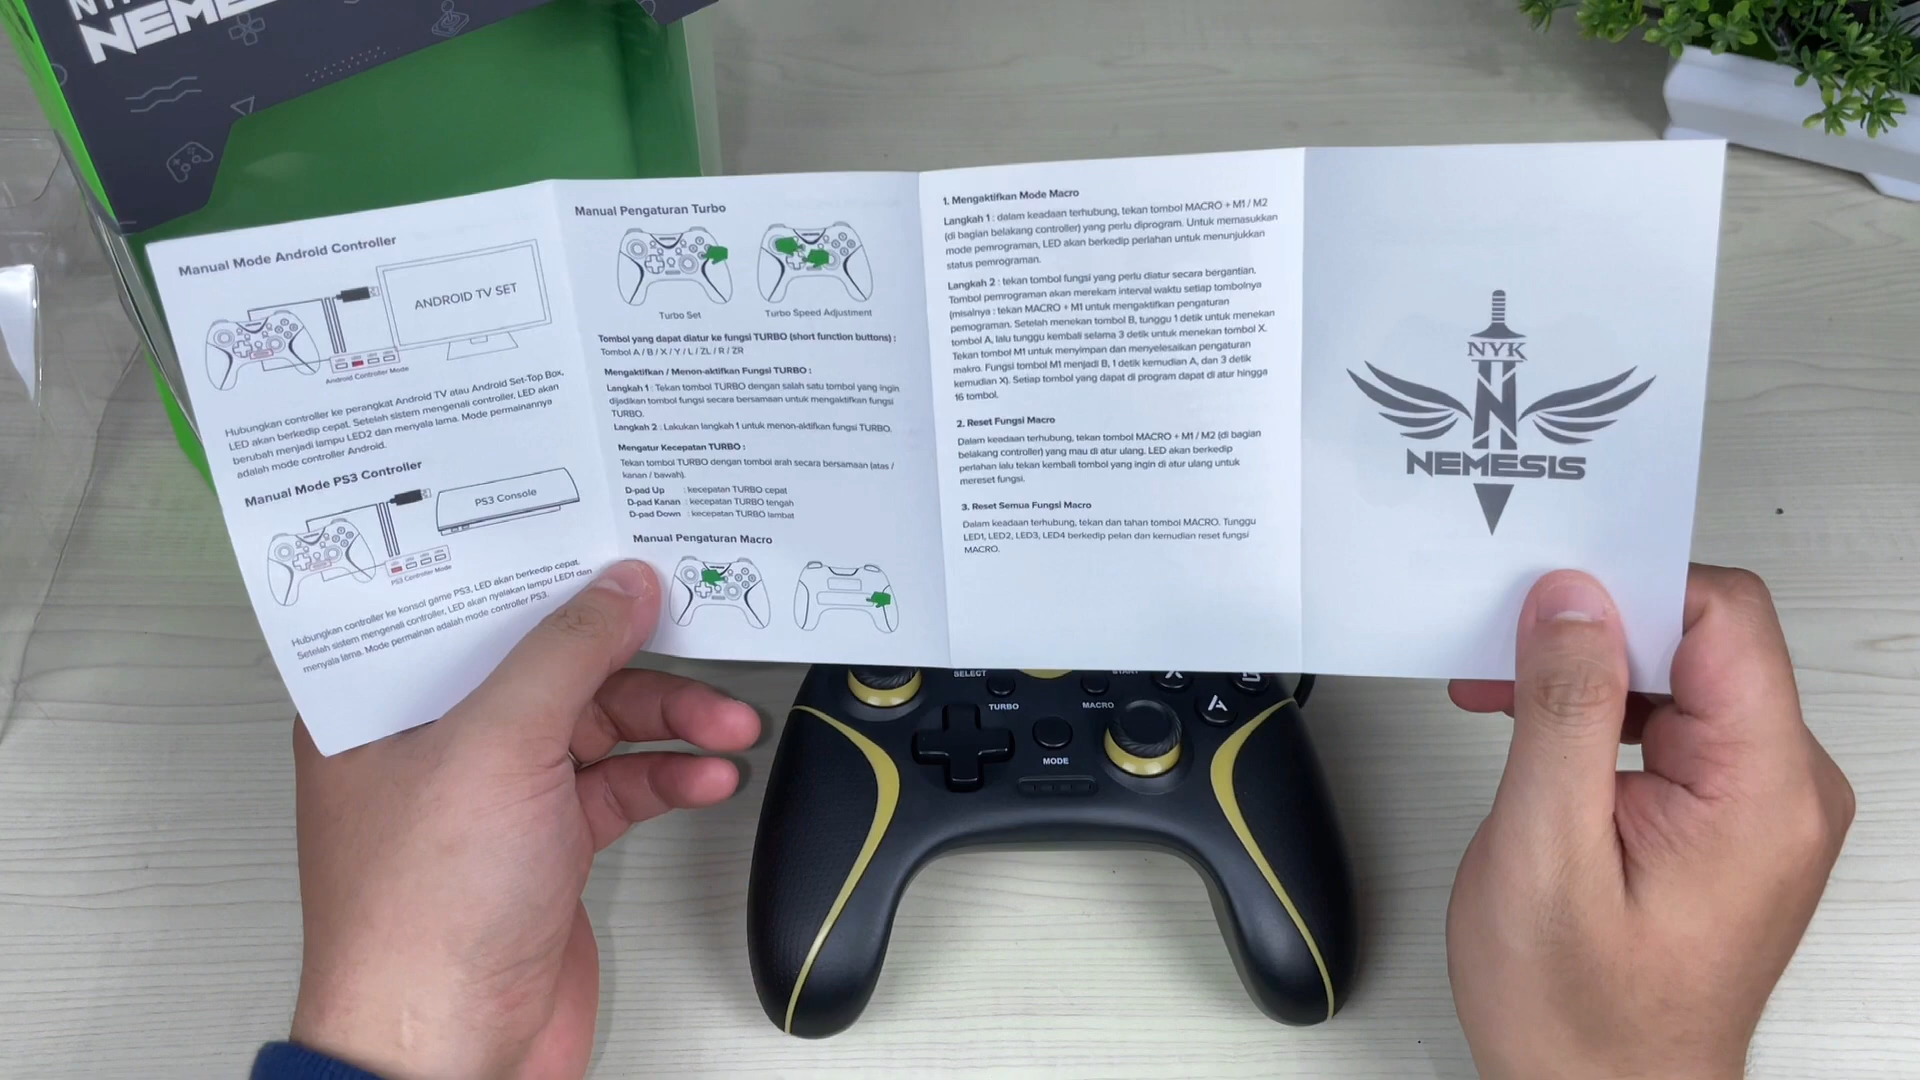 NEMESIS
Manual Mode Android Controller
ANDROID TV SET
Android Controller Mode
Hubungkan controller ke perangkat Android TV atau Android Set-Top Box,
LED akan berkedip cepat. Setelah sistem mengenali controller, LED akan
berubah menjadi lampu LED2 dan menyala lama. Mode permainannya
adalah mode controller Android.
Manual Mode PS3 Controller
PS3 Console
PS3 Controller Mode
Hubungkan controller ke konsol game PS3, LED akan berkedip cepat.
Setelah sistem mengenali controller, LED akan nyalakan lampu LED1 dan
menyala lama. Mode permainan adalah mode controller PS3.
Manual Pengaturan Turbo
Turbo Set
Turbo Speed Adjustment
Tombol yang dapat diatur ke fungsi TURBO (short function buttons) :
Tombol A / B / X / Y / L / ZL / R / ZR
Mengaktifkan / Menon-aktifkan Fungsi TURBO :
Langkah 1 : Tekan tombol TURBO dengan salah satu tombol yang ingin
dijadikan tombol fungsi secara bersamaan untuk mengaktifkan fungsi
TURBO.
Langkah 2 : Lakukan langkah 1 untuk menon-aktifkan fungsi TURBO.
Mengatur Kecepatan TURBO :
Tekan tombol TURBO dengan tombol arah secara bersamaan (atas /
kanan / bawah).
D-pad Up : kecepatan TURBO cepat
D-pad Kanan : kecepatan TURBO tengah
D-pad Down : kecepatan TURBO lambat
Manual Pengaturan Macro
1. Mengaktifkan Mode Macro
Langkah 1 : dalam keadaan terhubung, tekan tombol MACRO + M1 / M2
(di bagian belakang controller) yang perlu diprogram. Untuk memasukkan
mode pemrograman, LED akan berkedip perlahan untuk menunjukkan
status pemrograman.
Langkah 2 : tekan tombol fungsi yang perlu diatur secara bergantian.
Tombol pemrograman akan merekam interval waktu setiap tombolnya
(misalnya : tekan MACRO + M1 untuk mengaktifkan pengaturan
pemograman. Setelah menekan tombol B, tunggu 1 detik untuk menekan
tombol A, lalu tunggu kembali selama 3 detik untuk menekan tombol X.
Tekan tombol M1 untuk menyimpan dan menyelesaikan pengaturan
makro. Fungsi tombol M1 menjadi B, 1 detik kemudian A, dan 3 detik
kemudian X). Setiap tombol yang dapat di program dapat di atur hingga
16 tombol.
2. Reset Fungsi Macro
Dalam keadaan terhubung, tekan tombol MACRO + M1 / M2 (di bagian
belakang controller) yang mau di atur ulang. LED akan berkedip
perlahan lalu tekan kembali tombol yang ingin di atur ulang untuk
mereset fungsi.
3. Reset Semua Fungsi Macro
Dalam keadaan terhubung, tekan dan tahan tombol MACRO. Tunggu
LED1, LED2, LED3, LED4 berkedip pelan dan kemudian reset fungsi
MACRO.
NYK
N
NEMESIS
SELECT
TURBO
MACRO
MODE
X
A